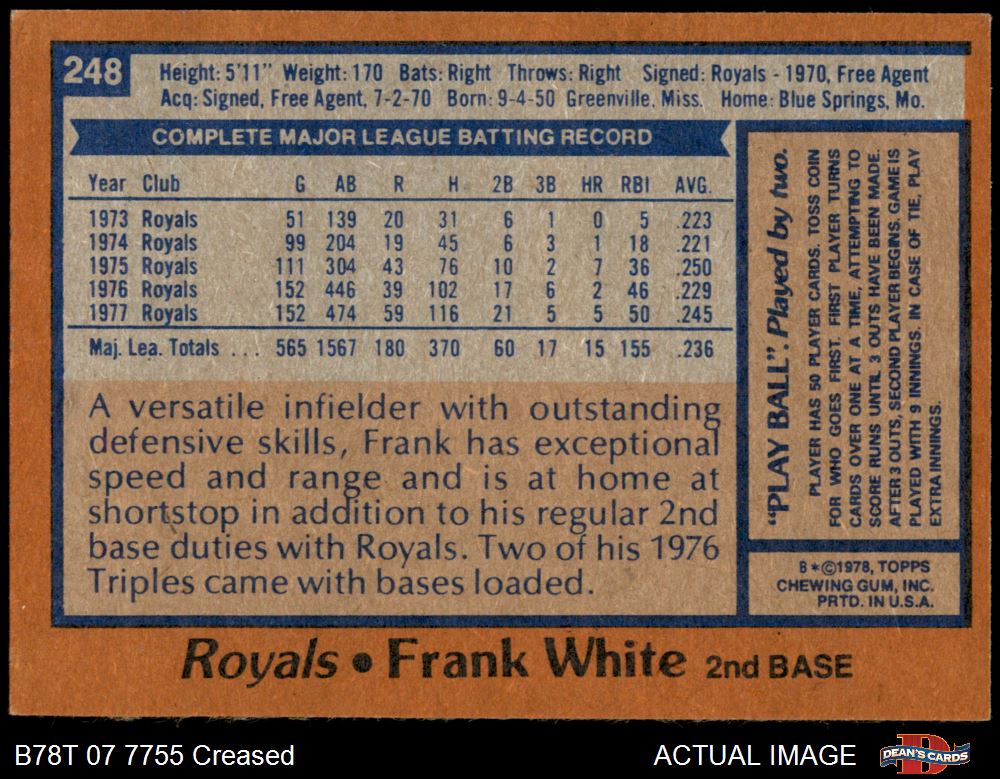 248
Height: 5'11" Weight: 170 Bats: Right Throws: Right Signed: Royals - 1970, Free Agent
Acq: Signed, Free Agent, 7-2-70 Born: 9-4-50 Greenville, Miss. Home: Blue Springs, Mo.
COMPLETE MAJOR LEAGUE BATTING RECORD
Year Club G AB R H 2B 3B HR RBI AVG.
1973 Royals 51 139 20 31 6 1 0 5 .223
1974 Royals 99 204 19 45 6 3 1 18 .221
1975 Royals 111 304 43 76 10 2 7 36 .250
1976 Royals 152 446 39 102 17 6 2 46 .229
1977 Royals 152 474 59 116 21 5 5 50 .245
Maj. Lea. Totals ... 565 1567 180 370 60 17 15 155 .236
A versatile infielder with outstanding
defensive skills, Frank has exceptional
speed and range and is at home at
shortstop in addition to his regular 2nd
base duties with Royals. Two of his 1976
Triples came with bases loaded.
"PLAY BALL". Played by two.
PLAYER HAS 50 PLAYER CARDS. TOSS COIN
FOR WHO GOES FIRST. FIRST PLAYER TURNS
CARDS OVER ONE AT A TIME, ATTEMPTING TO
SCORE RUNS UNTIL 3 OUTS HAVE BEEN MADE.
AFTER 3 OUTS, SECOND PLAYER BEGINS. GAME IS
PLAYED WITH 9 INNINGS. IN CASE OF TIE, PLAY
EXTRA INNINGS.
B*©1978, TOPPS
CHEWING GUM, INC.
PRTD. IN U.S.A.
Royals • Frank White 2nd BASE
B78T 07 7755 Creased
ACTUAL IMAGE
DEAN'S CARDS